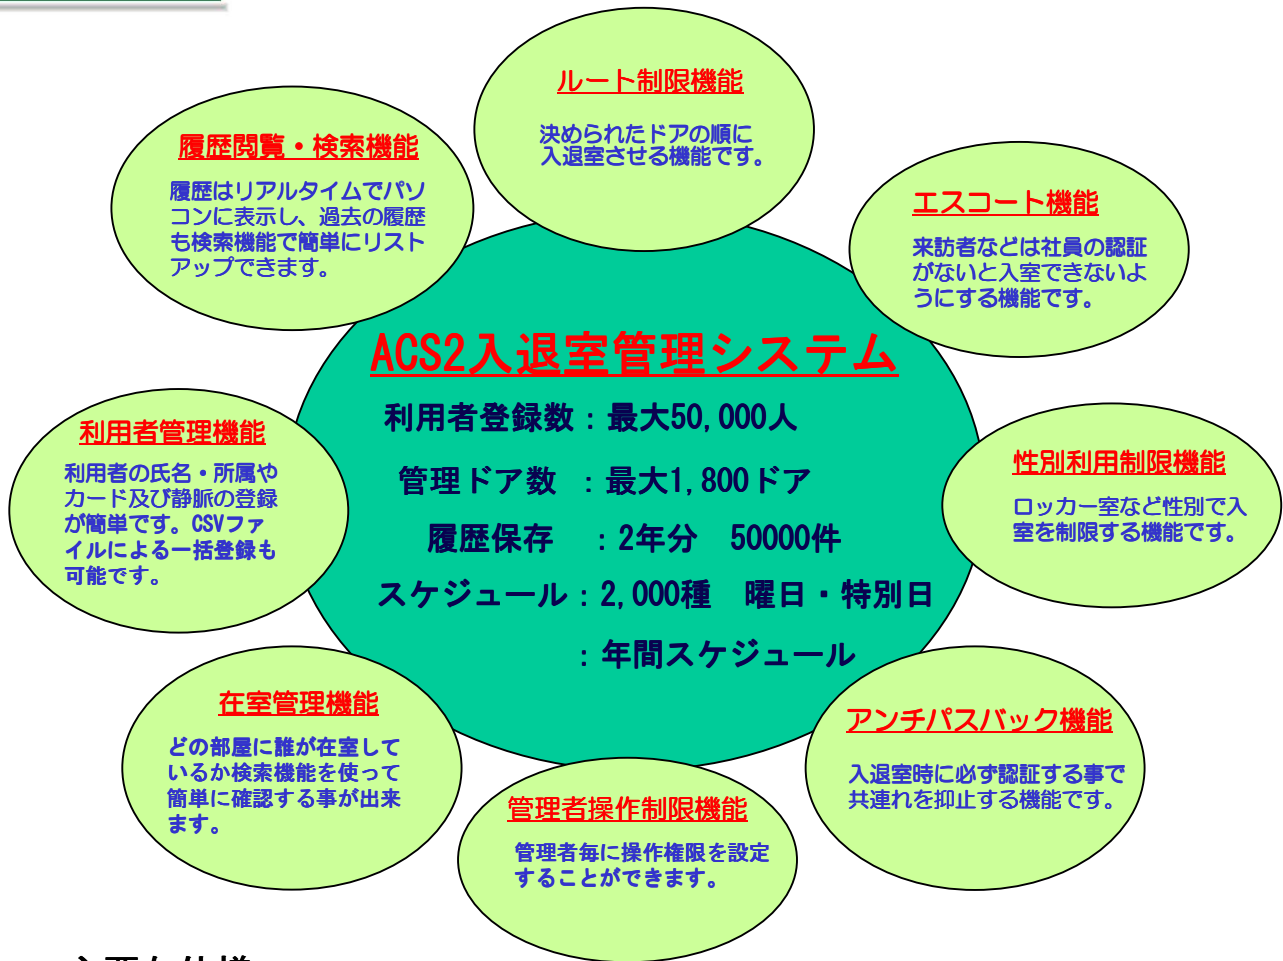 ルート制限機能
決められたドアの順に
入退室させる機能です。
履歴閲覧・検索機能
履歴はリアルタイムでパソ
コンに表示し、過去の履歴
も検索機能で簡単にリスト
アップできます。
エスコート機能
来訪者などは社員の認証
がないと入室できないよ
うにする機能です。
ACS2入退室管理システム
利用者登録数：最大50,000人
管理ドア数　：最大1,800ドア
履歴保存　：2年分　50000件
スケジュール：2,000種　曜日・特別日
：年間スケジュール
利用者管理機能
利用者の氏名・所属や
カード及び静脈の登録
が簡単です。CSVファ
イルによる一括登録も
可能です。
性別利用制限機能
ロッカー室など性別で入
室を制限する機能です。
在室管理機能
どの部屋に誰が在室して
いるか検索機能を使って
簡単に確認する事が出来
ます。
アンチパスバック機能
入退室時に必ず認証する事で
共連れを抑止する機能です。
管理者操作制限機能
管理者毎に操作権限を設定
することができます。